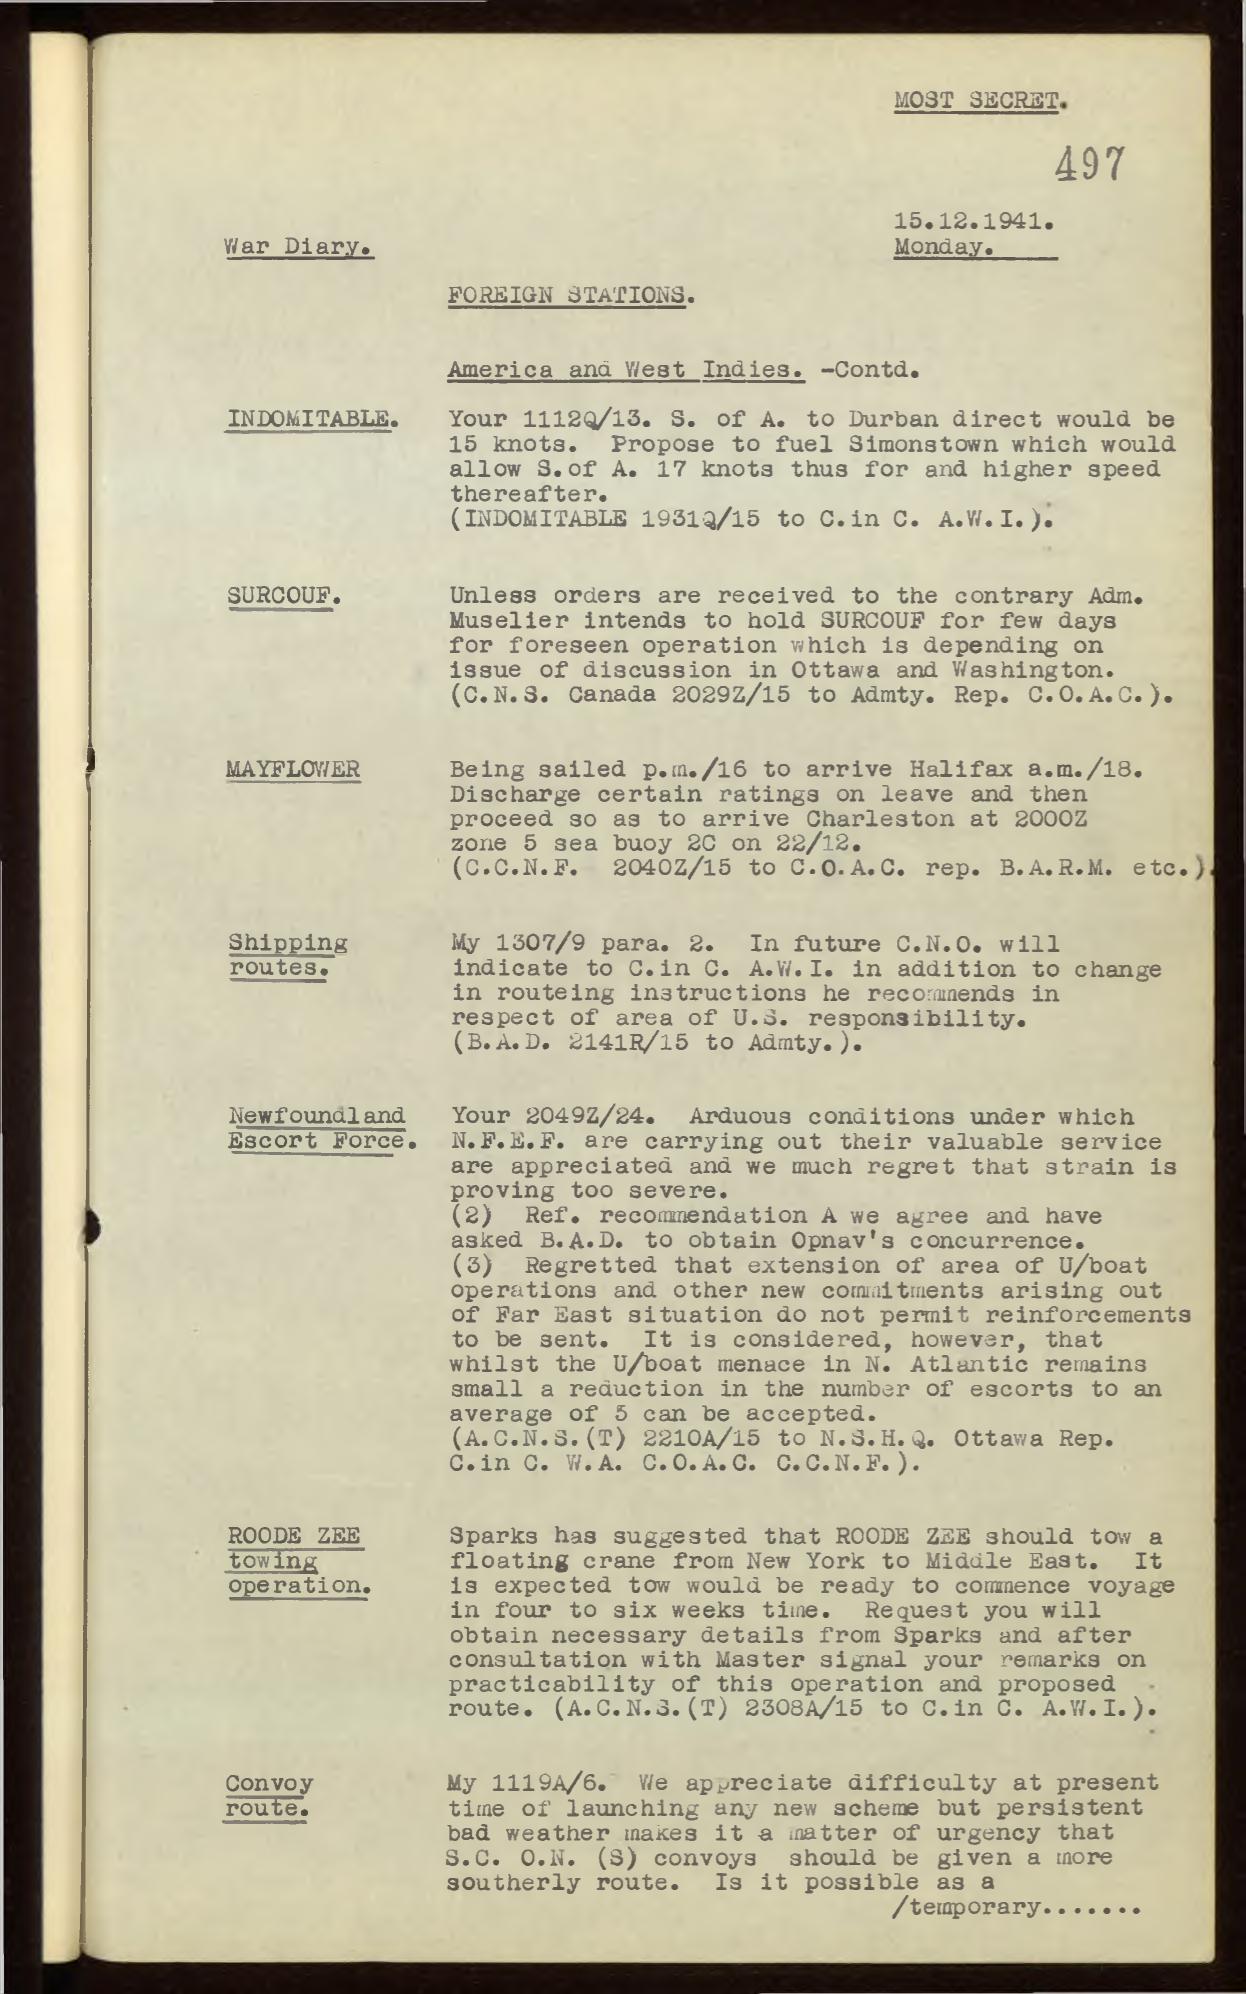 MOST SECRET.
497
15.12.1941.
War Diary.
Monday.
FOREIGN STATIONS.
America and West Indies. -Contd.
INDOMITABLE.
Your 1112Q/13. S. of A. to Durban direct would be
15 knots. Propose to fuel Simonstown which would
allow S.of A. 17 knots thus for and higher speed
thereafter.
(INDOMITABLE 1931Q/15 to C.in C. A.W.I.).
SURCOUF.
Unless orders are received to the contrary Adm.
Muselier intends to hold SURCOUF for few days
for foreseen operation which is depending on
issue of discussion in Ottawa and Washington.
(C.N.S. Canada 2029Z/15 to Admty. Rep. C.O.A.C.).
MAYFLOWER
Being sailed p.m./16 to arrive Halifax a.m./18.
Discharge certain ratings on leave and then
proceed so as to arrive Charleston at 2000Z
zone 5 sea buoy 2C on 22/12.
(C.C.N.F. 2040Z/15 to C.O.A.C. rep. B.A.R.M. etc.).
Shipping
routes.
My 1307/9 para. 2. In future C.N.O. will
indicate to C.in C. A.W.I. in addition to change
in routeing instructions he recommends in
respect of area of U.S. responsibility.
(B.A.D. 2141R/15 to Admty.).
Newfoundland
Escort Force.
Your 2049Z/24. Arduous conditions under which
N.F.E.F. are carrying out their valuable service
are appreciated and we much regret that strain is
proving too severe.
(2) Ref. recommendation A we agree and have
asked B.A.D. to obtain Opnav's concurrence.
(3) Regretted that extension of area of U/boat
operations and other new commitments arising out
of Far East situation do not permit reinforcements
to be sent. It is considered, however, that
whilst the U/boat menace in N. Atlantic remains
small a reduction in the number of escorts to an
average of 5 can be accepted.
(A.C.N.S.(T) 2210A/15 to N.S.H.Q. Ottawa Rep.
C.in C. W.A. C.O.A.C. C.C.N.F.).
ROODE ZEE
towing
operation.
Sparks has suggested that ROODE ZEE should tow a
floating crane from New York to Middle East. It
is expected tow would be ready to commence voyage
in four to six weeks time. Request you will
obtain necessary details from Sparks and after
consultation with Master signal your remarks on
practicability of this operation and proposed
route. (A.C.N.S.(T) 2308A/15 to C.in C. A.W.I.).
Convoy
route.
My 1119A/6. We appreciate difficulty at present
time of launching any new scheme but persistent
bad weather makes it a matter of urgency that
S.C. O.N. (S) convoys should be given a more
southerly route. Is it possible as a
/temporary.......